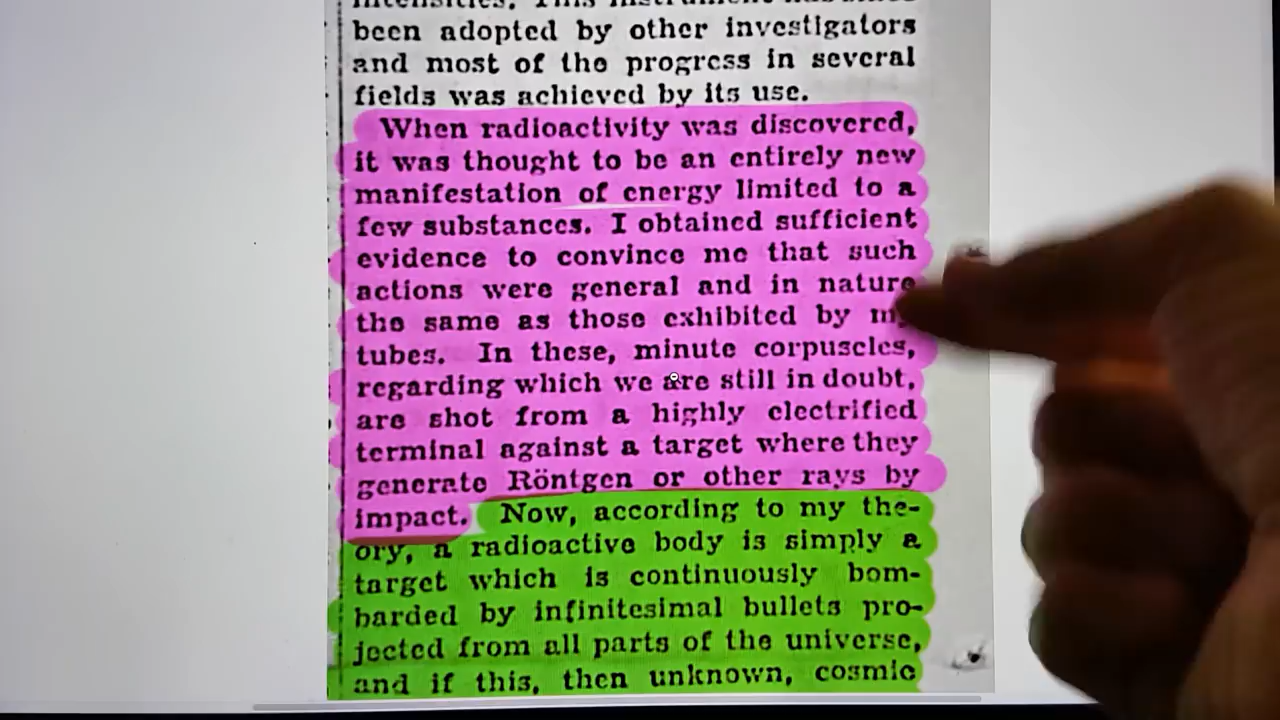 been adopted by other investigators
and most of the progress in several
fields was achieved by its use.
When radioactivity was discovered,
it was thought to be an entirely new
manifestation of energy limited to a
few substances. I obtained sufficient
evidence to convince me that such
actions were general and in nature
the same as those exhibited by my
tubes. In these, minute corpuscles,
regarding which we are still in doubt,
are shot from a highly electrified
terminal against a target where they
generate Röntgen or other rays by
impact. Now, according to my the-
ory, a radioactive body is simply a
target which is continuously bom-
barded by infinitesimal bullets pro-
jected from all parts of the universe,
and if this, then unknown, cosmic